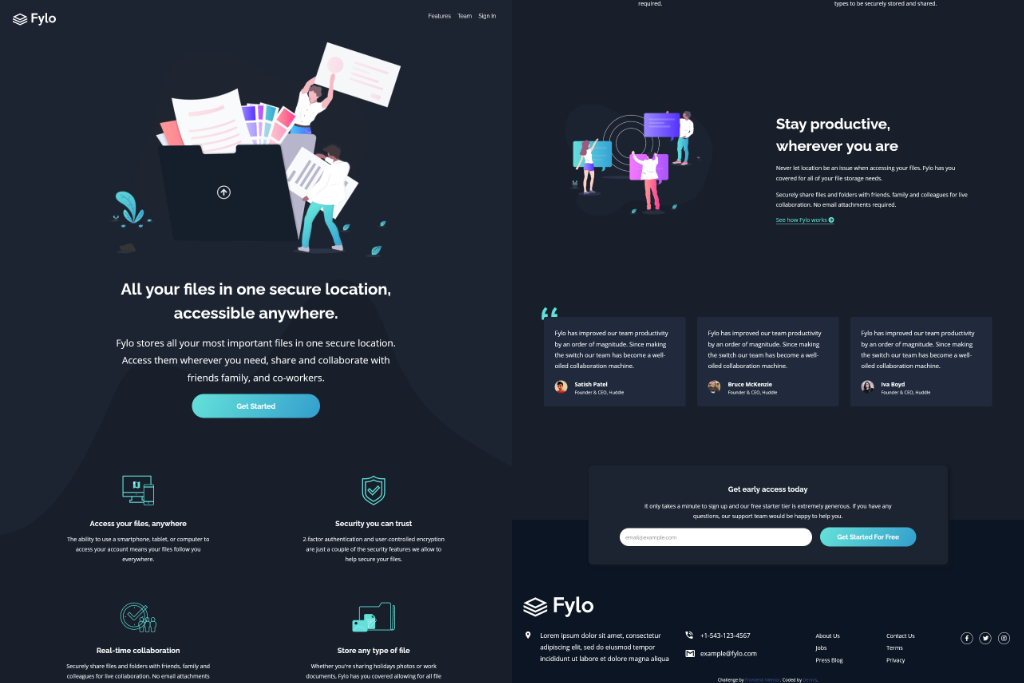 Fylo
Features Team Sign In
All your files in one secure location,
accessible anywhere.
Fylo stores all your most important files in one secure location.
Access them wherever you need, share and collaborate with
friends family, and co-workers.
Get Started
Access your files, anywhere
The ability to use a smartphone, tablet, or computer to
access your account means your files follow you
everywhere.
Security you can trust
2-factor authentication and user-controlled encryption
are just a couple of the security features we allow to
help secure your files.
Real-time collaboration
Securely share files and folders with friends, family and
colleagues for live collaboration. No email attachments
Store any type of file
Whether you're sharing holidays photos or work
documents, Fylo has you covered allowing for all file
required.
types to be securely stored and shared.
Stay productive,
wherever you are
Never let location be an issue when accessing your files. Fylo has you
covered for all of your file storage needs.
Securely share files and folders with friends, family and colleagues for live
collaboration. No email attachments required.
See how Fylo works
Fylo has improved our team productivity
by an order of magnitude. Since making
the switch our team has become a well-
oiled collaboration machine.
Satish Patel
Founder & CEO, Huddle
Fylo has improved our team productivity
by an order of magnitude. Since making
the switch our team has become a well-
oiled collaboration machine.
Bruce McKenzie
Founder & CEO, Huddle
Fylo has improved our team productivity
by an order of magnitude. Since making
the switch our team has become a well-
oiled collaboration machine.
Iva Boyd
Founder & CEO, Huddle
Get early access today
It only takes a minute to sign up and our free starter tier is extremely generous. If you have any
questions, our support team would be happy to help you.
email@example.com
Get Started For Free
Fylo
Lorem ipsum dolor sit amet, consectetur
adipiscing elit, sed do eiusmod tempor
incididunt ut labore et dolore magna aliqua
+1-543-123-4567
example@fylo.com
About Us
Jobs
Press Blog
Contact Us
Terms
Privacy
Challenge by Coded by